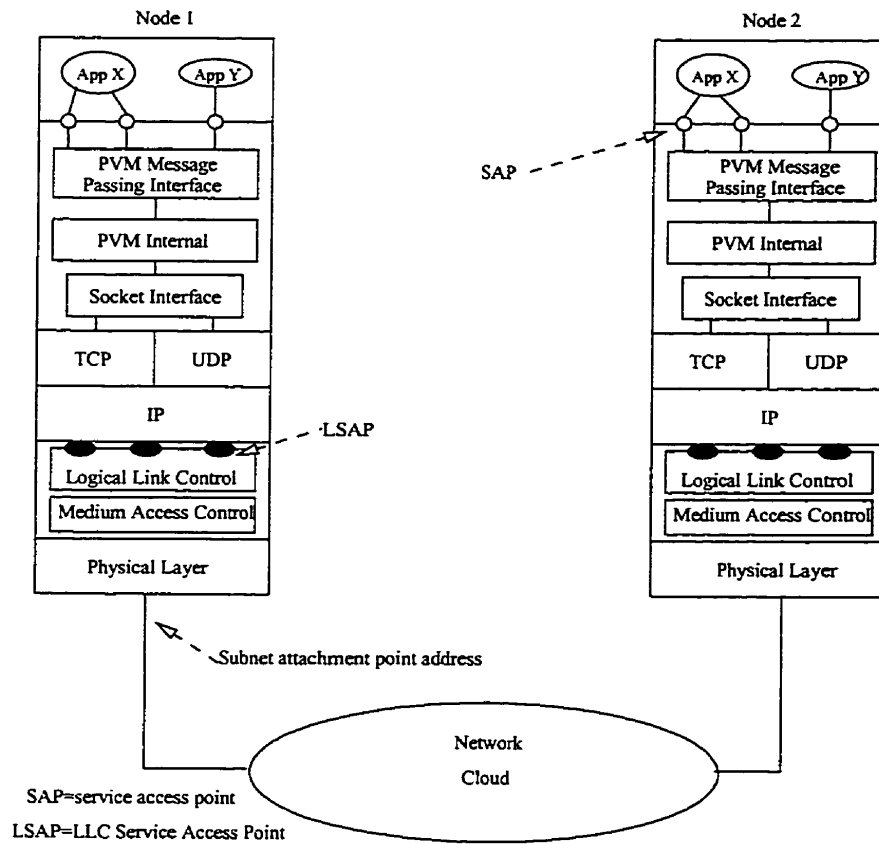 Node 1
App X
App Y
PVM Message
Passing Interface
PVM Internal
Socket Interface
TCP
UDP
IP
LSAP
Logical Link Control
Medium Access Control
Physical Layer
Subnet attachment point address
Node 2
App X
App Y
SAP
PVM Message
Passing Interface
PVM Internal
Socket Interface
TCP
UDP
IP
Logical Link Control
Medium Access Control
Physical Layer
Network
Cloud
SAP=service access point
LSAP=LLC Service Access Point